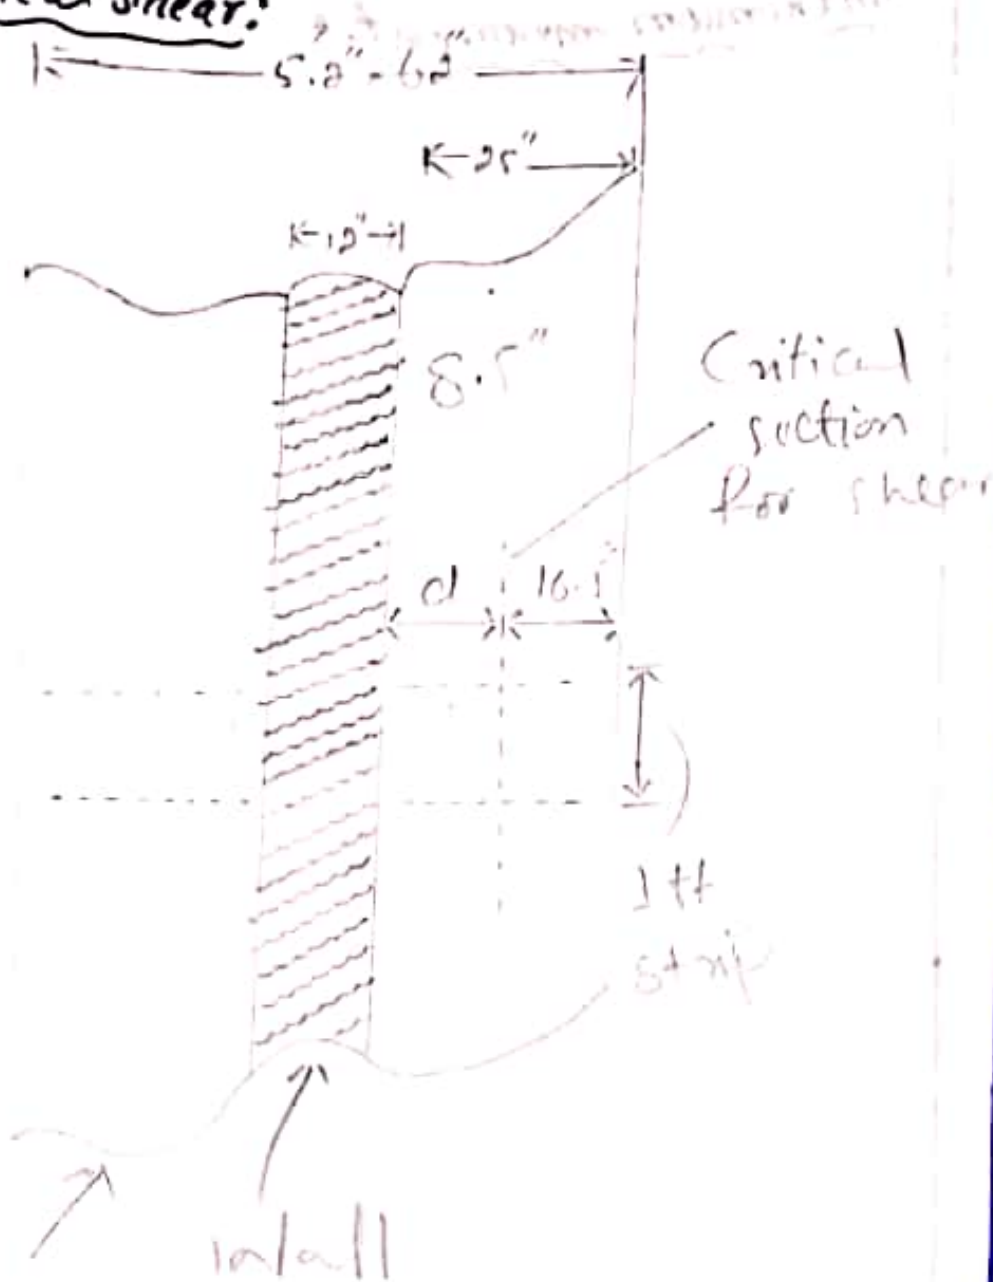 shear:
5.2" - 62"
25"
12"
8.5"
Critical
section
for shear
d 16.5"
1 ft
strip
wall